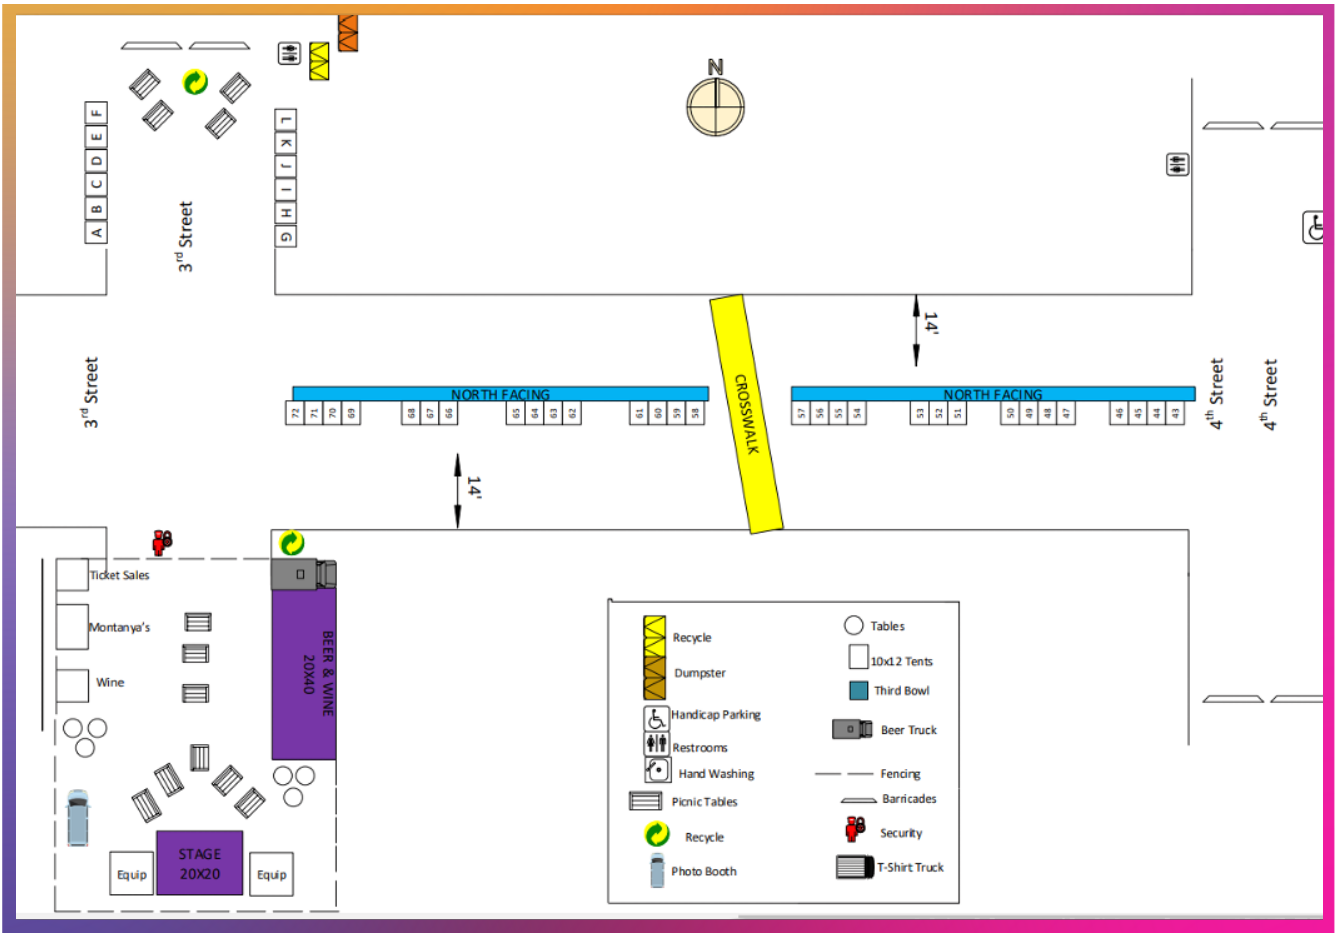 N
F
E
D
C
B
A
L
K
J
I
H
G
3rd Street
3rd Street
14'
NORTH FACING
NORTH FACING
72 71 70 69 68 67 66 65 64 63 62 61 60 59 58
57 56 55 54 53 52 51 50 49 48 47 46 45 44 43
CROSSWALK
4th Street
4th Street
14'
Ticket Sales
Montanya's
Wine
BEER & WINE
20X40
STAGE
20X20
Equip
Equip
Recycle
Dumpster
Handicap Parking
Restrooms
Hand Washing
Picnic Tables
Recycle
Photo Booth
Tables
10x12 Tents
Third Bowl
Beer Truck
Fencing
Barricades
Security
T-Shirt Truck